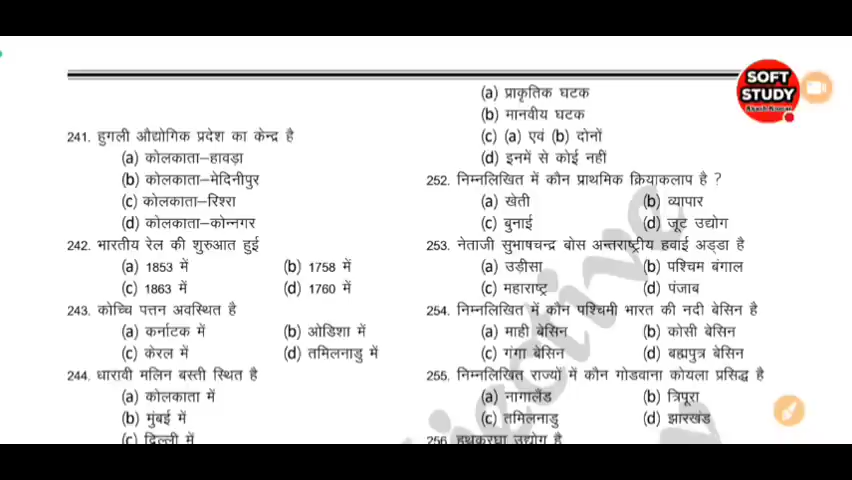 241. हुगली औद्योगिक प्रदेश का केन्द्र है
(a) कोलकाता–हावड़ा
(b) कोलकाता–मेदिनीपुर
(c) कोलकाता–रिश्रा
(d) कोलकाता–कोन्नगर
242. भारतीय रेल की शुरुआत हुई
(a) 1853 में (b) 1758 में
(c) 1863 में (d) 1760 में
243. कोच्चि पत्तन अवस्थित है
(a) कर्नाटक में (b) ओडिशा में
(c) केरल में (d) तमिलनाडु में
244. धारावी मलिन बस्ती स्थित है
(a) कोलकाता में
(b) मुंबई में
(c) दिल्ली में
(a) प्राकृतिक घटक
(b) मानवीय घटक
(c) (a) एवं (b) दोनों
(d) इनमें से कोई नहीं
252. निम्नलिखित में कौन प्राथमिक क्रियाकलाप है ?
(a) खेती (b) व्यापार
(c) बुनाई (d) जूट उद्योग
253. नेताजी सुभाषचन्द्र बोस अन्तराष्ट्रीय हवाई अड्डा है
(a) उड़ीसा (b) पश्चिम बंगाल
(c) महाराष्ट्र (d) पंजाब
254. निम्नलिखित में कौन पश्चिमी भारत की नदी बेसिन है
(a) माही बेसिन (b) कोसी बेसिन
(c) गंगा बेसिन (d) ब्रह्मपुत्र बेसिन
255. निम्नलिखित राज्यों में कौन गोडवाना कोयला प्रसिद्ध है
(a) नागालैंड (b) त्रिपूरा
(c) तमिलनाडु (d) झारखंड
256. हथकरघा उद्योग है
SOFT
STUDY